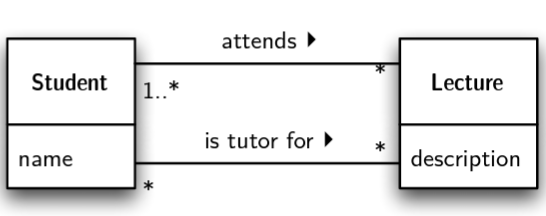 attends ▶
Student
1..*
*
Lecture
is tutor for ▶
*
name
*
description